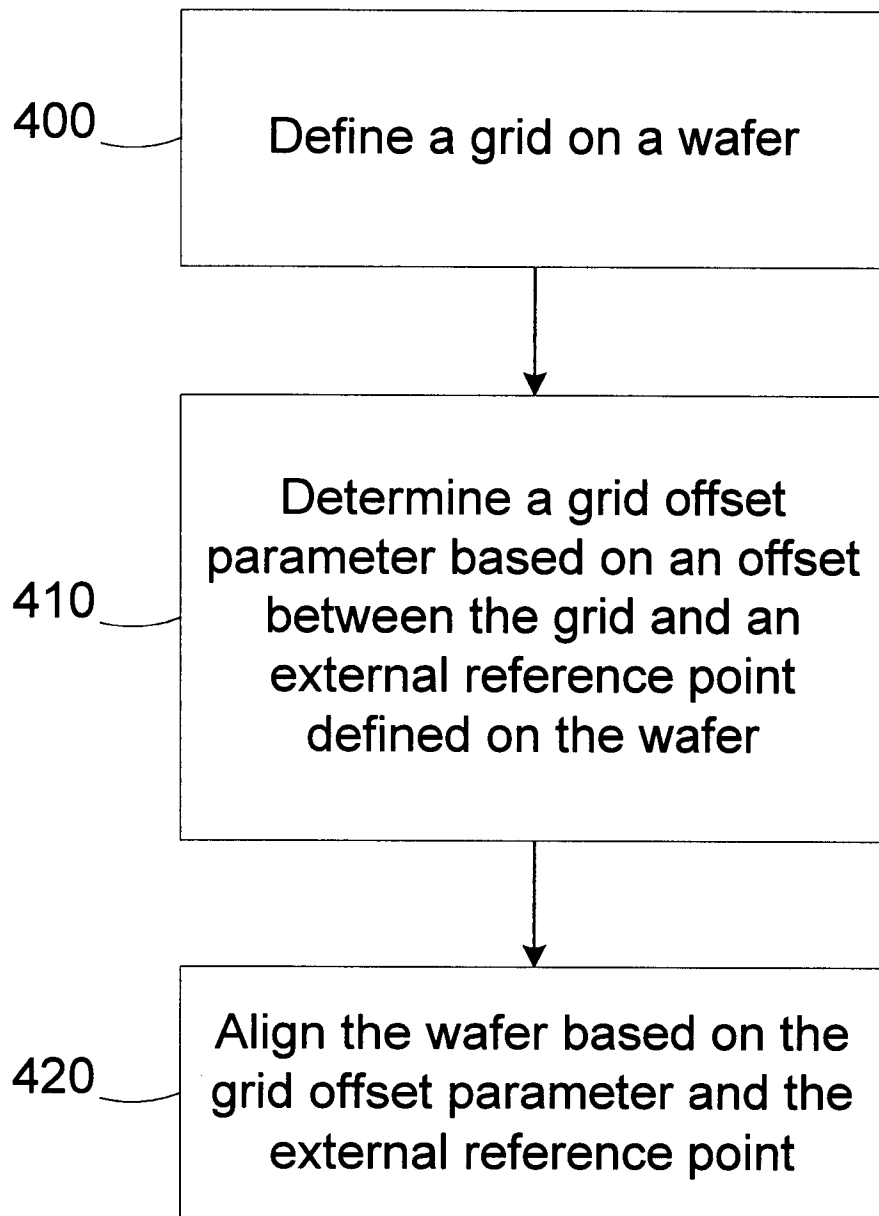 400
Define a grid on a wafer
410
Determine a grid offset
parameter based on an offset
between the grid and an
external reference point
defined on the wafer
420
Align the wafer based on the
grid offset parameter and the
external reference point